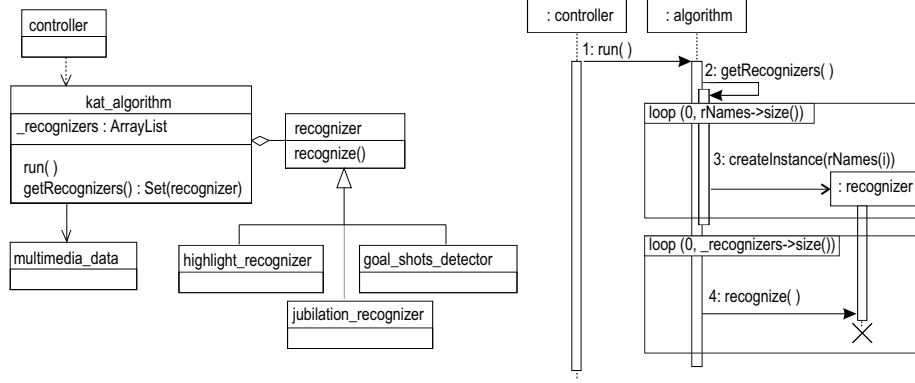 controller
kat_algorithm
_recognizers : ArrayList
run( )
getRecognizers() : Set(recognizer)
recognizer
recognize()
multimedia_data
highlight_recognizer
goal_shots_detector
jubilation_recognizer
: controller
: algorithm
1: run( )
2: getRecognizers( )
loop (0, rNames->size())
3: createInstance(rNames(i))
: recognizer
loop (0, _recognizers->size())
4: recognize( )